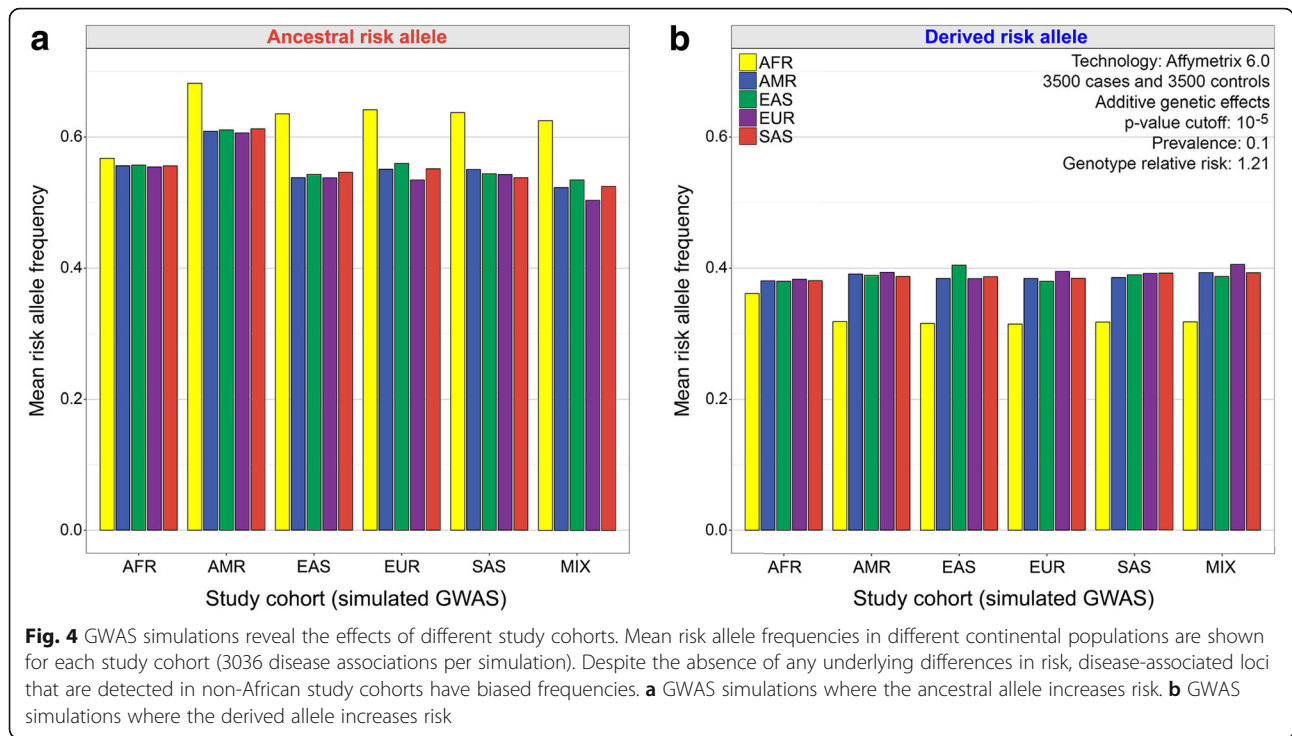 a
Ancestral risk allele
Mean risk allele frequency
0.6
0.4
0.2
0.0
AFR AMR EAS EUR SAS MIX
Study cohort (simulated GWAS)
b
Derived risk allele
AFR
AMR
EAS
EUR
SAS
Technology: Affymetrix 6.0
3500 cases and 3500 controls
Additive genetic effects
p-value cutoff: 10-5
Prevalence: 0.1
Genotype relative risk: 1.21
Mean risk allele frequency
0.6
0.4
0.2
0.0
AFR AMR EAS EUR SAS MIX
Study cohort (simulated GWAS)
Fig. 4 GWAS simulations reveal the effects of different study cohorts. Mean risk allele frequencies in different continental populations are shown
for each study cohort (3036 disease associations per simulation). Despite the absence of any underlying differences in risk, disease-associated loci
that are detected in non-African study cohorts have biased frequencies. a GWAS simulations where the ancestral allele increases risk. b GWAS
simulations where the derived allele increases risk